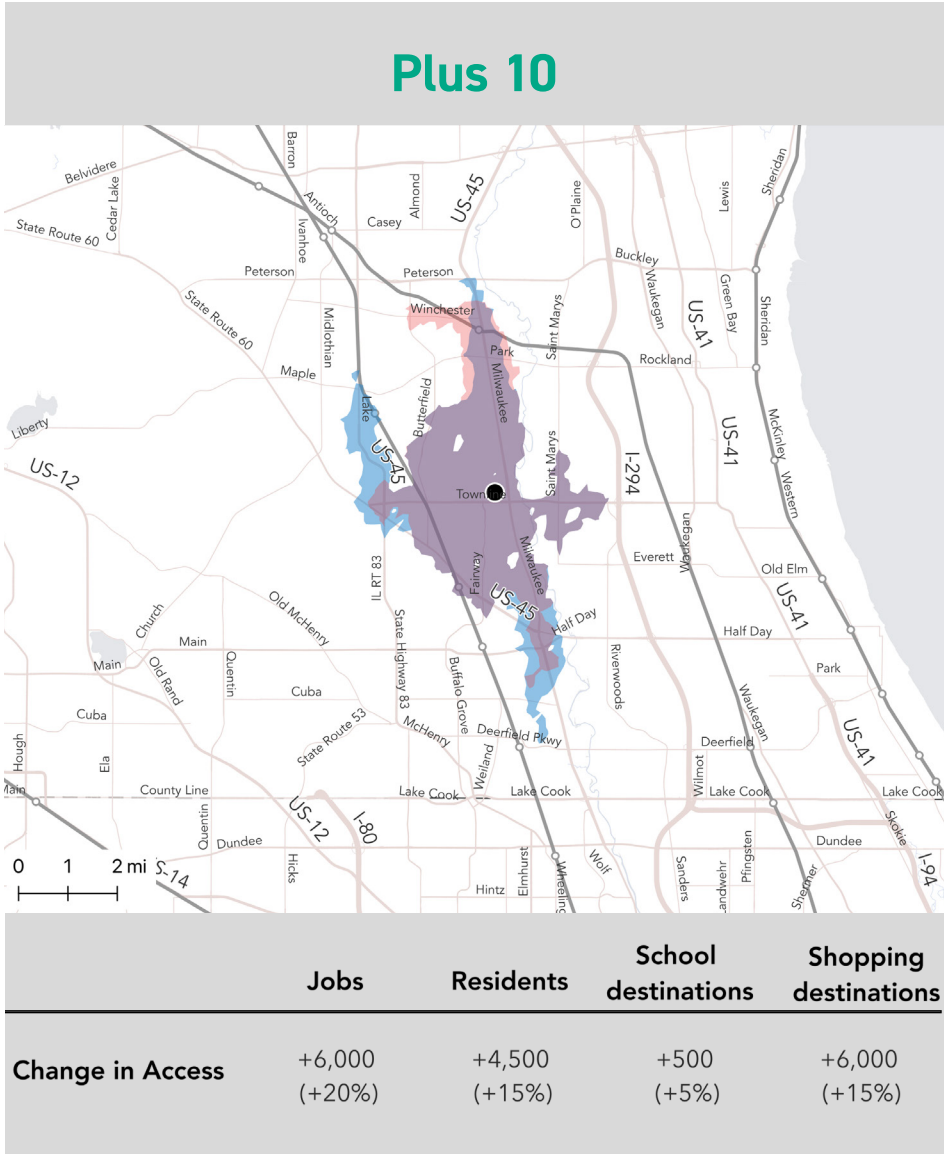 Plus 10
Barron
Belvidere
Cedar Lake
Antioch
Ivanhoe
Almond
Casey
US-45
O'Plaine
Lewis
Sheridan
State Route 60
Peterson
Peterson
Buckley
Waukegan
Green Bay
Sheridan
State Route 60
Midlothian
Winchester
Saint Marys
US-41
Park
Rockland
Maple
Milwaukee
Butterfield
Lake
McKinley
Liberty
US-12
US-45
Saint Marys
I-294
US-41
Western
Townline
Waukegan
Milwaukee
Everett
Old Elm
IL RT 83
Fairway
US-45
US-41
Church
Old McHenry
State Highway 83
Half Day
Half Day
Main
Main
Old Rand
Quentin
Cuba
Buffalo Grove
Riverwoods
Park
Cuba
State Route 53
McHenry
Deerfield Pkwy
Waukegan
US-41
Hough
Ela
Weiland
Deerfield
Wilmot
Main
County Line
Lake Cook
Lake Cook
Lake Cook
Lake Cook
US-12
I-80
Quentin
Dundee
Dundee
Skokie
Hicks
Elmhurst
Wheeling
Wolf
Sanders
Landwehr
Pfingsten
Shermer
I-94
Hintz
0 1 2 mi
S-14
Jobs Residents School destinations Shopping destinations
Change in Access +6,000 +4,500 +500 +6,000
(+20%) (+15%) (+5%) (+15%)